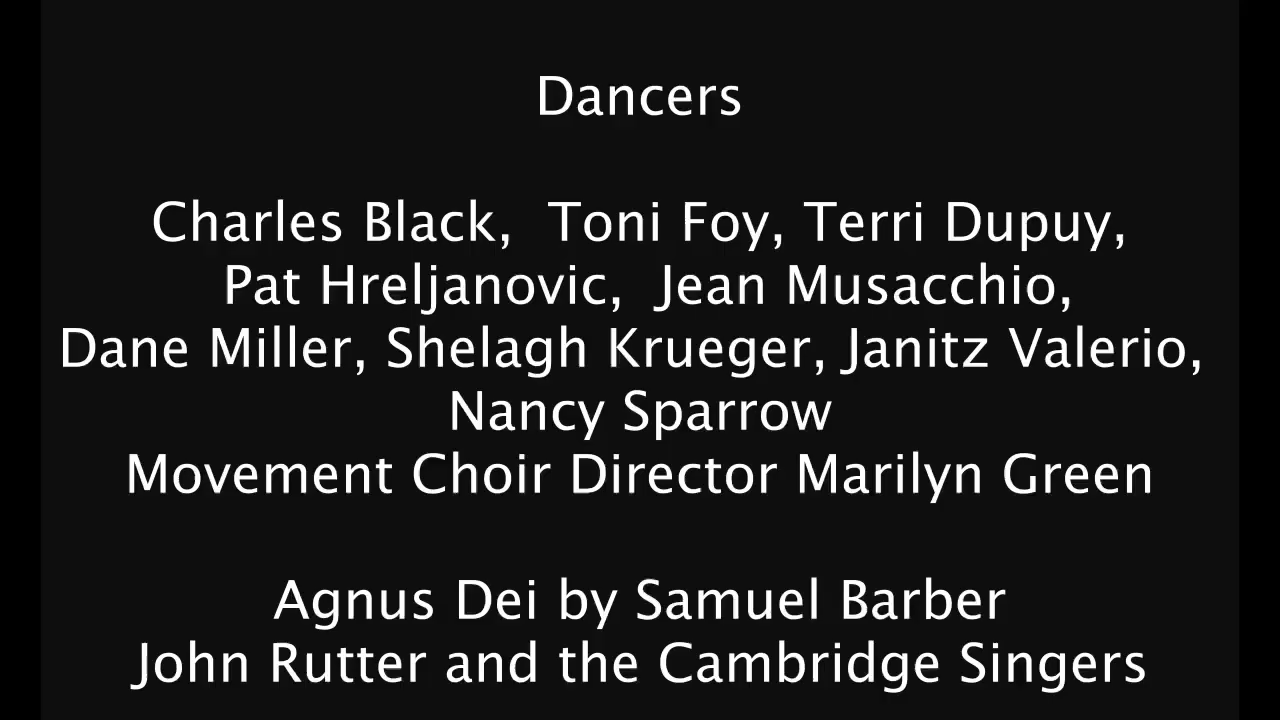 Dancers
Charles Black,  Toni Foy, Terri Dupuy,
Pat Hreljanovic,  Jean Musacchio,
Dane Miller, Shelagh Krueger, Janitz Valerio,
Nancy Sparrow
Movement Choir Director Marilyn Green
Agnus Dei by Samuel Barber
John Rutter and the Cambridge Singers